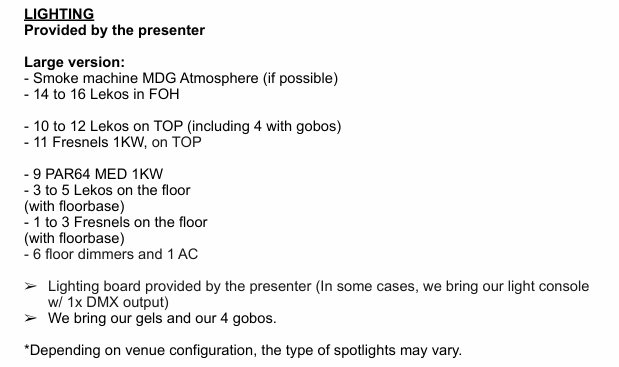 LIGHTING
Provided by the presenter
Large version:
- Smoke machine MDG Atmosphere (if possible)
- 14 to 16 Lekos in FOH
- 10 to 12 Lekos on TOP (including 4 with gobos)
- 11 Fresnels 1KW, on TOP
- 9 PAR64 MED 1KW
- 3 to 5 Lekos on the floor
(with floorbase)
- 1 to 3 Fresnels on the floor
(with floorbase)
- 6 floor dimmers and 1 AC
➢ Lighting board provided by the presenter (In some cases, we bring our light console
w/ 1x DMX output)
➢ We bring our gels and our 4 gobos.
*Depending on venue configuration, the type of spotlights may vary.